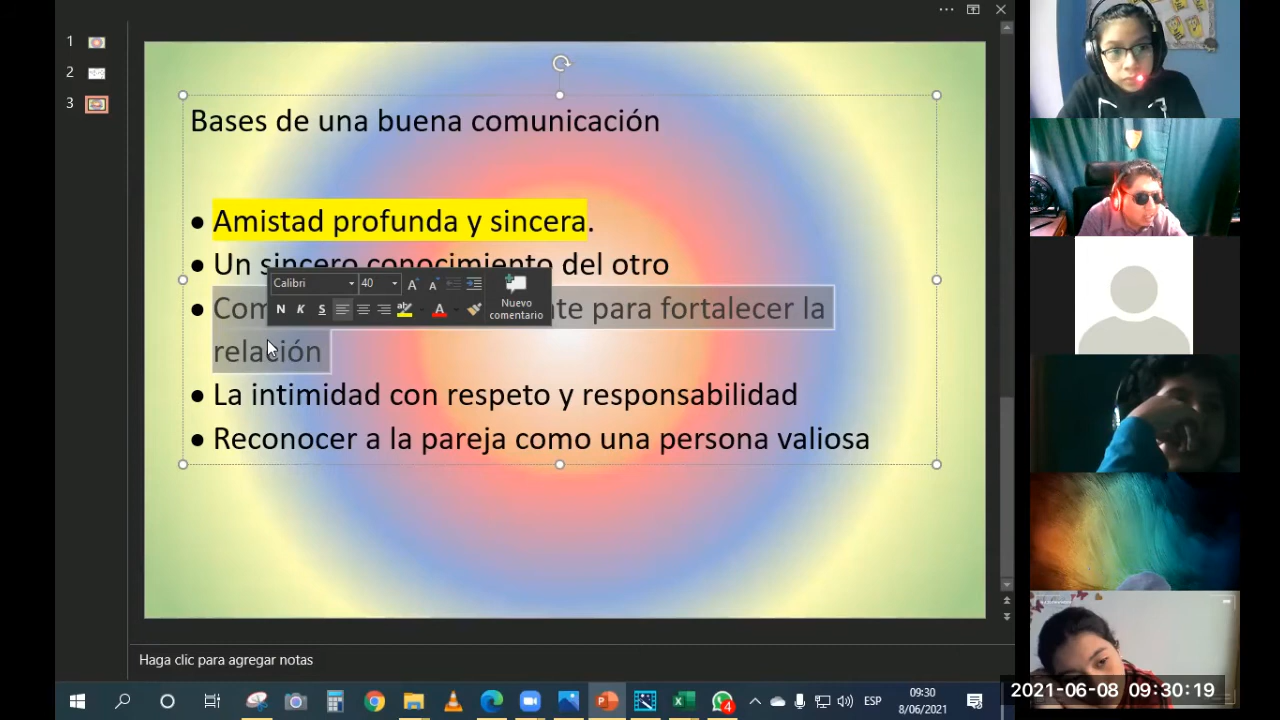 1
2
3
Bases de una buena comunicación
• Amistad profunda y sincera.
• Un sincero conocimiento del otro
Calibri
40
Nuevo
comentario
N K S
• Com para fortalecer la
relación
• La intimidad con respeto y responsabilidad
• Reconocer a la pareja como una persona valiosa
Haga clic para agregar notas
4
ESP
09:30
8/06/2021
2021-06-08 09:30:19